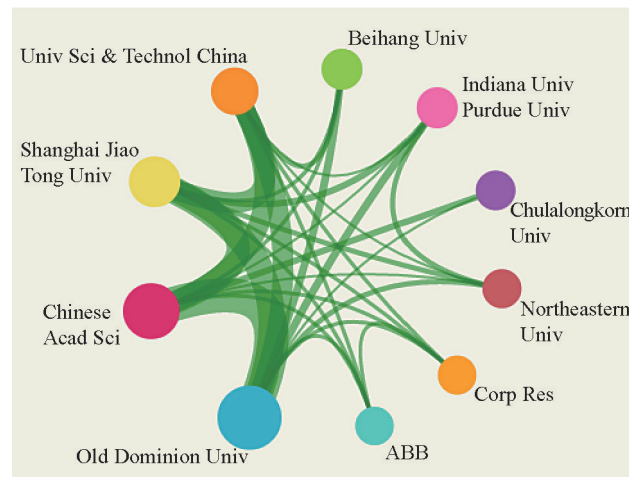 Beihang Univ
Univ Sci & Technol China
Indiana Univ
Purdue Univ
Shanghai Jiao
Tong Univ
Chulalongkorn
Univ
Chinese
Acad Sci
Northeastern
Univ
Corp Res
Old Dominion Univ
ABB